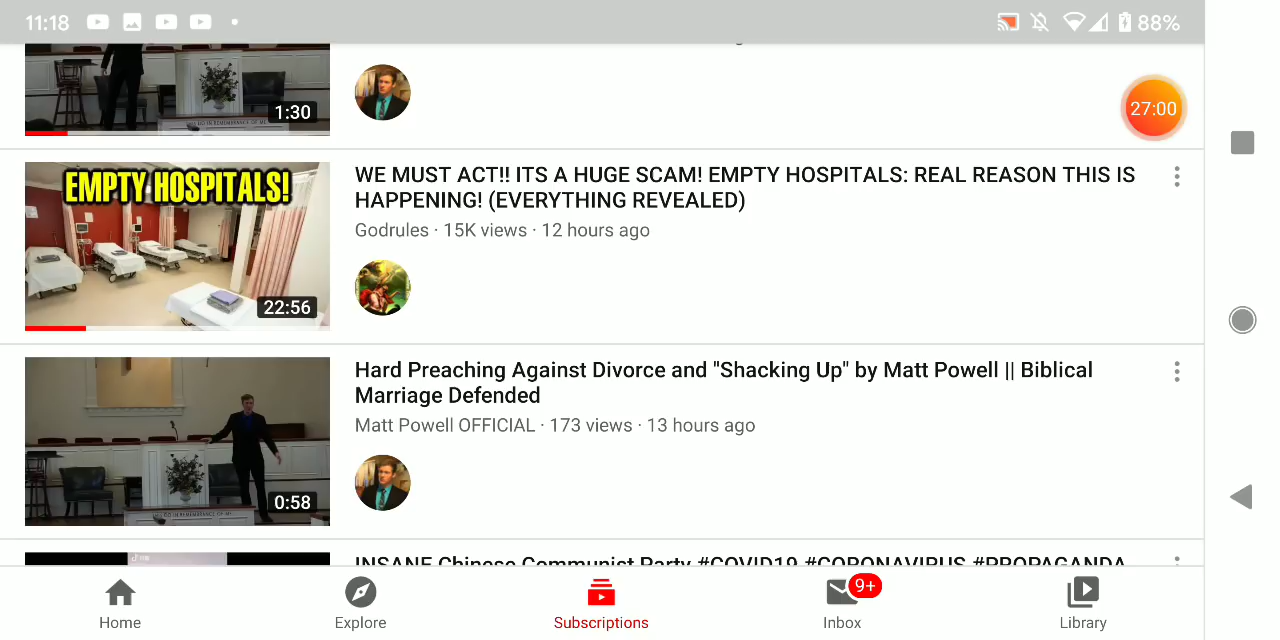 11:18
88%
1:30
27:00
EMPTY HOSPITALS!
22:56
WE MUST ACT!! ITS A HUGE SCAM! EMPTY HOSPITALS: REAL REASON THIS IS
HAPPENING! (EVERYTHING REVEALED)
Godrules · 15K views · 12 hours ago
0:58
Hard Preaching Against Divorce and "Shacking Up" by Matt Powell || Biblical
Marriage Defended
Matt Powell OFFICIAL · 173 views · 13 hours ago
INSANE Chinese Communist Party #COVID19 #CORONAVIRUS #PROPAGANDA
9+
Home
Explore
Subscriptions
Inbox
Library